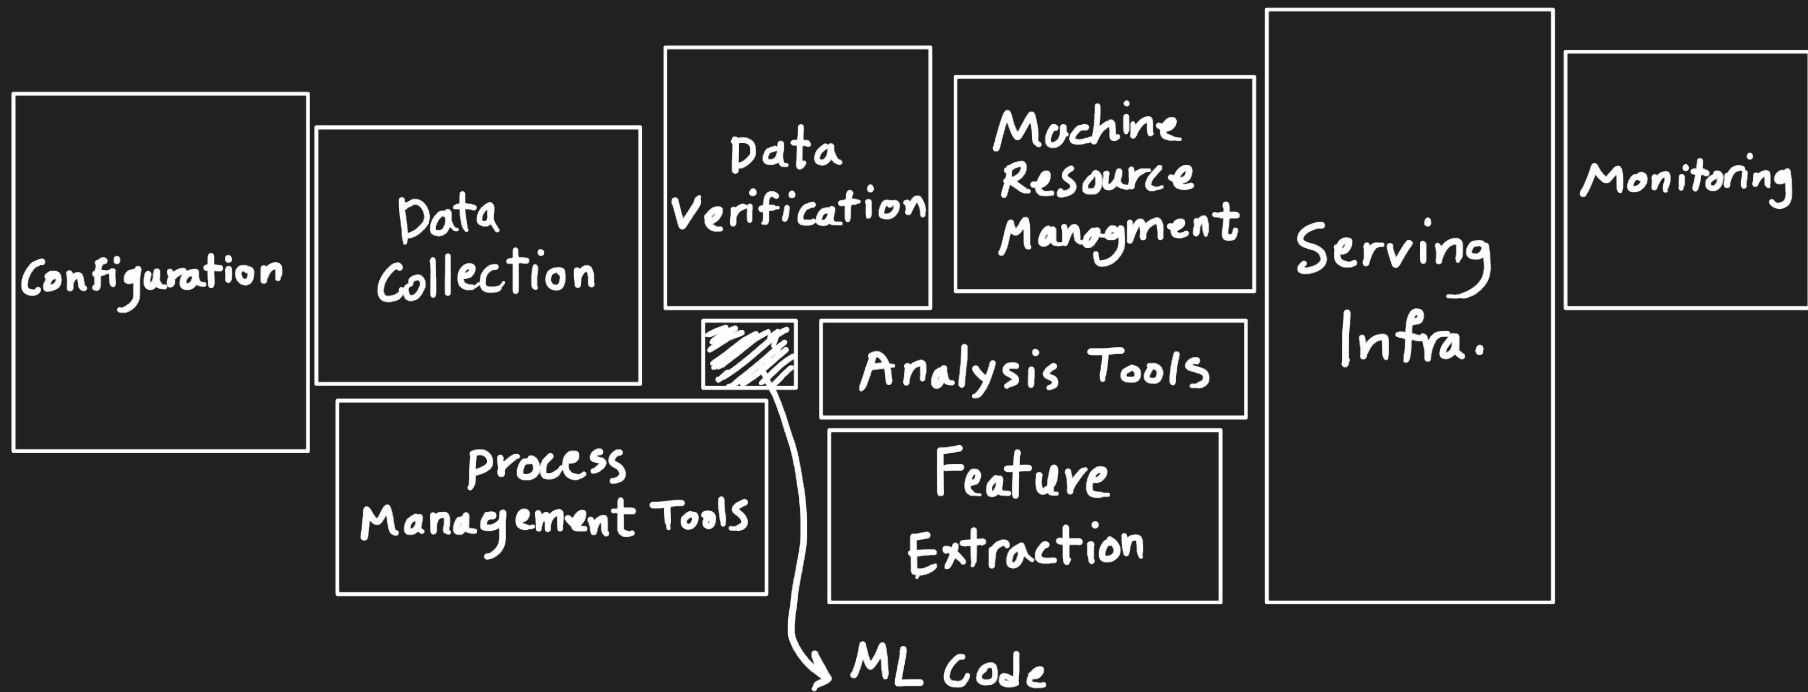 Configuration
Data
Collection
Data
Verification
Machine
Resource
Managment
Serving
Infra.
Monitoring
Analysis Tools
Process
Management Tools
Feature
Extraction
ML Code